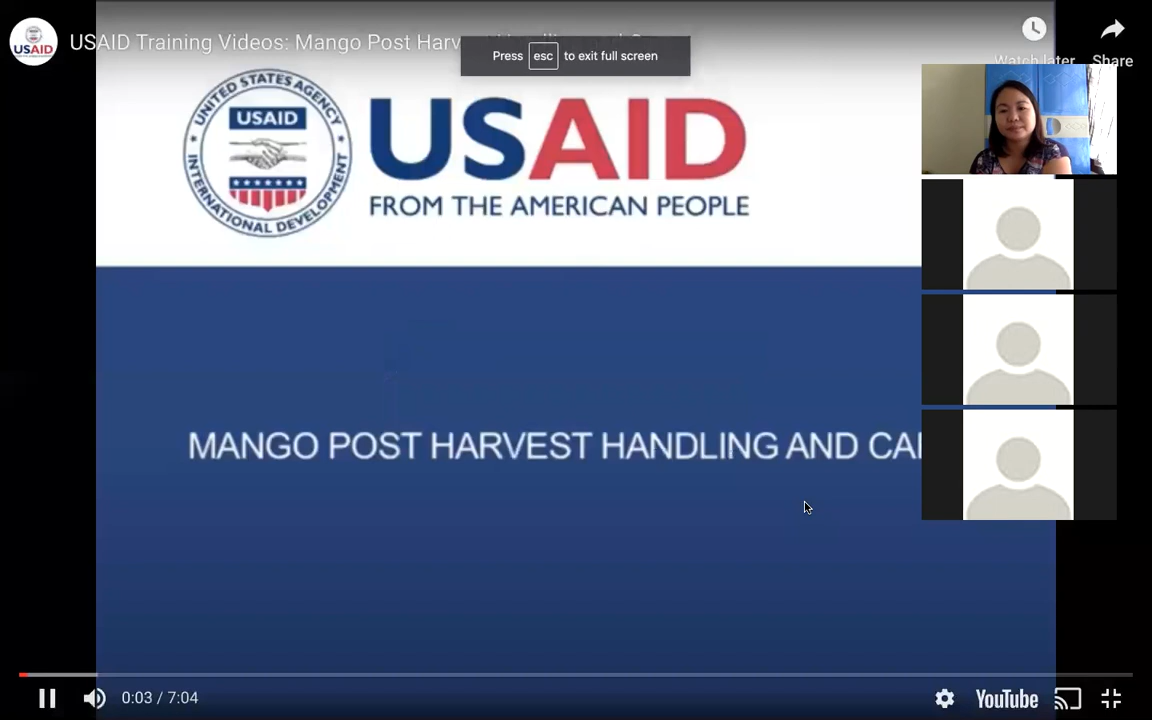 USAID Training Videos: Mango Post Harv
Press esc to exit full screen
Watch later
Share
USAID
UNITED STATES AGENCY
USAID
INTERNATIONAL DEVELOPMENT
USAID
FROM THE AMERICAN PEOPLE
MANGO POST HARVEST HANDLING AND CA
0:03 / 7:04
YouTube